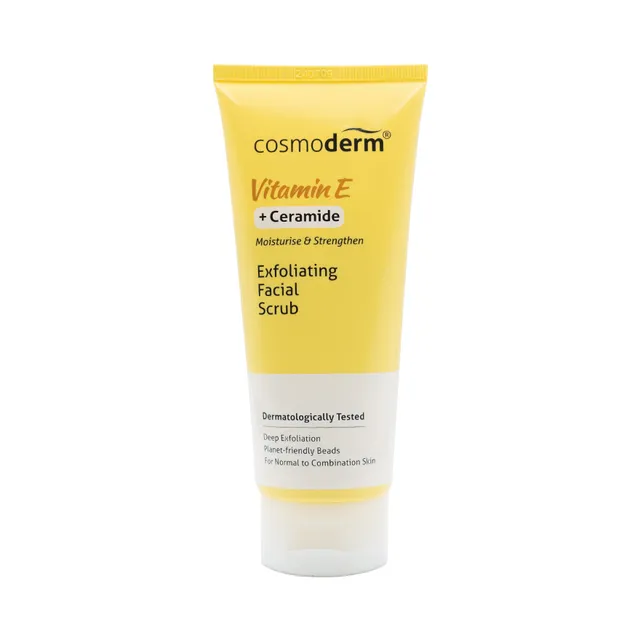 cosmoderm®
Vitamin E
+ Ceramide
Moisturise & Strengthen
Exfoliating
Facial
Scrub
Dermatologically Tested
Deep Exfoliation
Planet-friendly Beads
For Normal to Combination Skin